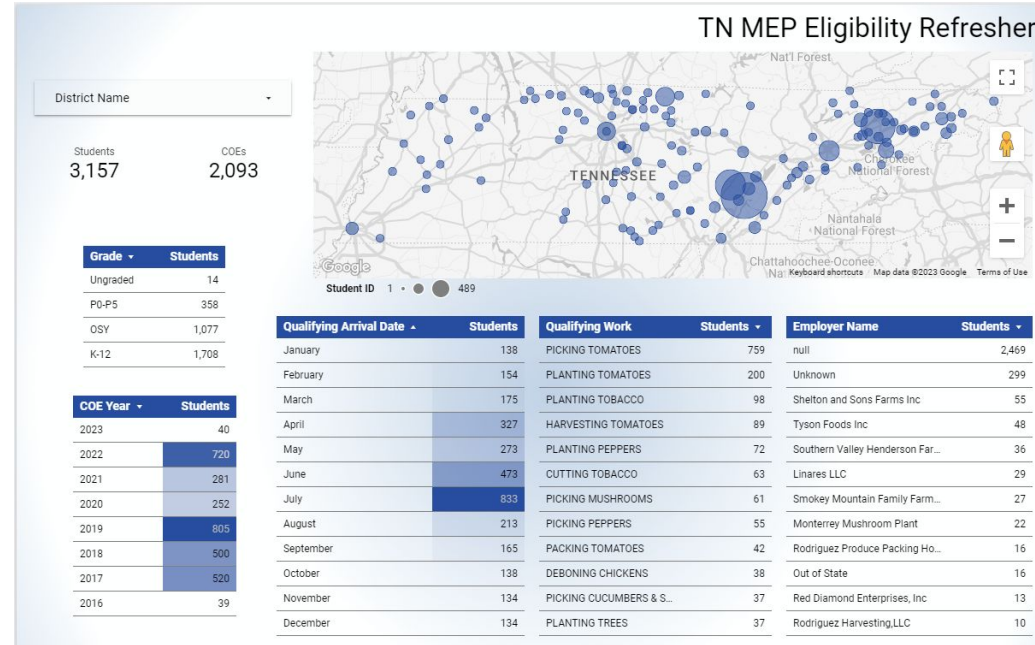 TN MEP Eligibility Refresher
District Name
Students COEs
3,157 2,093
Grade Students
Ungraded 14
P0-P5 358
OSY 1,077
K-12 1,708
COE Year Students
2023 40
2022 720
2021 281
2020 252
2019 805
2018 500
2017 520
2016 39
Nat'l Forest
TENNESSEE
Cherokee
National Forest
Nantahala
National Forest
Chattahoochee-Oconee
Google
Keyboard shortcuts Map data ©2023 Google Terms of Use
Student ID 1 489
Qualifying Arrival Date Students
January 138
February 154
March 175
April 327
May 273
June 473
July 833
August 213
September 165
October 138
November 134
December 134
Qualifying Work Students
PICKING TOMATOES 759
PLANTING TOMATOES 200
PLANTING TOBACCO 98
HARVESTING TOMATOES 89
PLANTING PEPPERS 72
CUTTING TOBACCO 63
PICKING MUSHROOMS 61
PICKING PEPPERS 55
PACKING TOMATOES 42
DEBONING CHICKENS 38
PICKING CUCUMBERS & S...
37
PLANTING TREES 37
Employer Name Students
null 2,469
Unknown 299
Shelton and Sons Farms Inc 55
Tyson Foods Inc 48
Southern Valley Henderson Far... 36
Linares LLC 29
Smokey Mountain Family Farm... 27
Monterrey Mushroom Plant 22
Rodriguez Produce Packing Ho... 16
Out of State 16
Red Diamond Enterprises, Inc 13
Rodriguez Harvesting,LLC 10